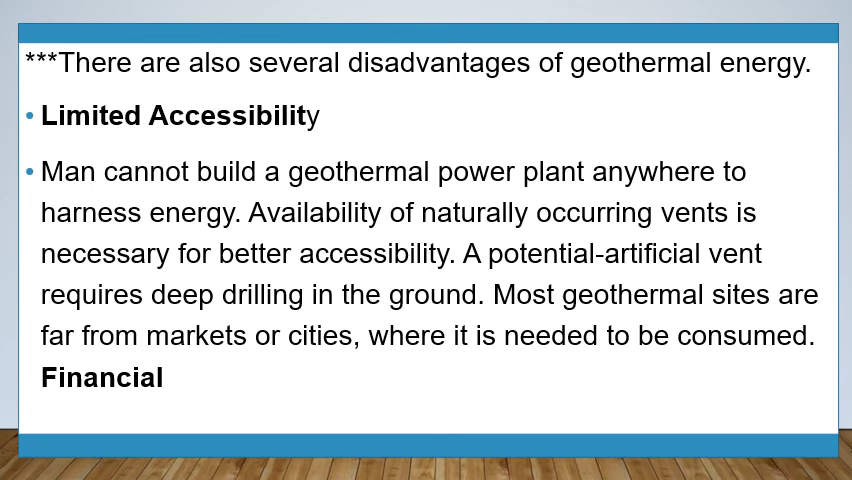 ***There are also several disadvantages of geothermal energy.
• Limited Accessibility
• Man cannot build a geothermal power plant anywhere to
harness energy. Availability of naturally occurring vents is
necessary for better accessibility. A potential-artificial vent
requires deep drilling in the ground. Most geothermal sites are
far from markets or cities, where it is needed to be consumed.
Financial